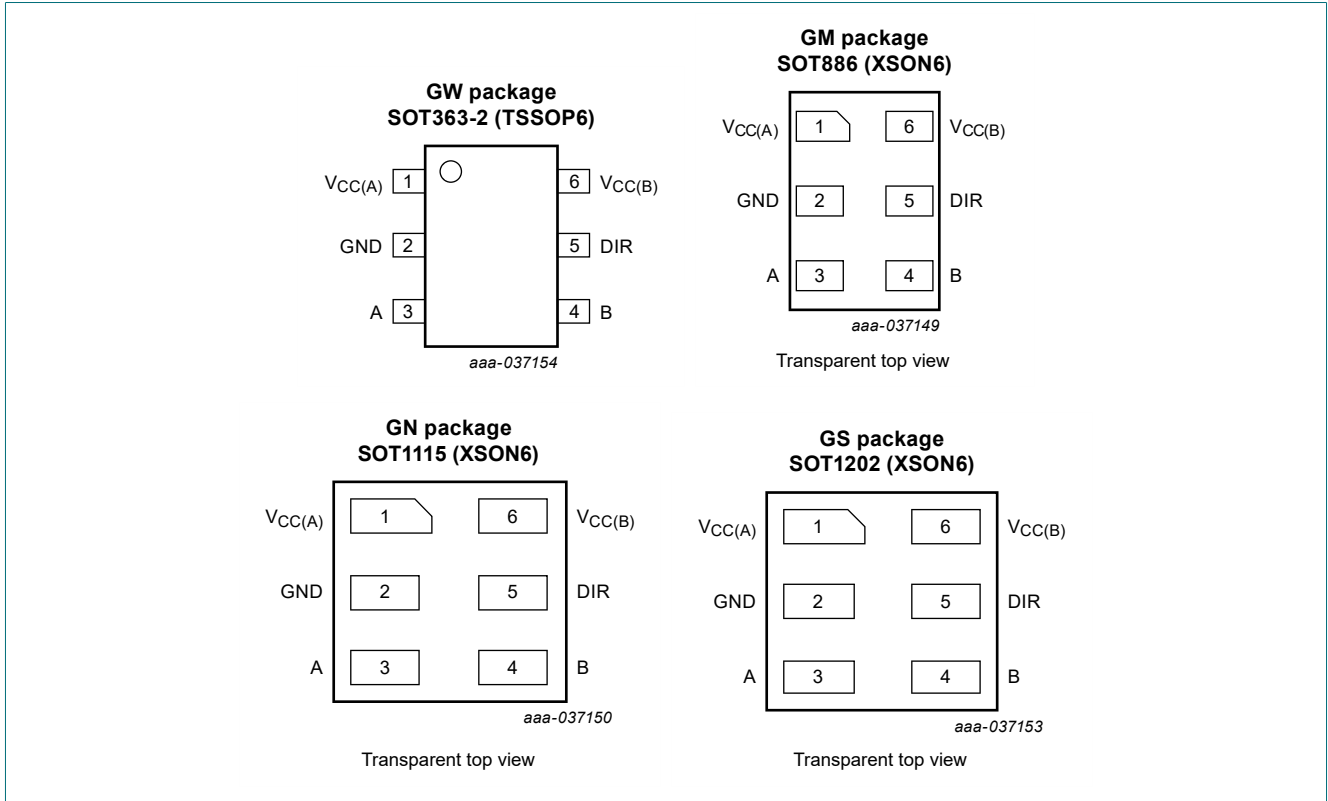 GW package
SOT363-2 (TSSOP6)
VCC(A) 1 6 VCC(B)
GND 2 5 DIR
A 3 4 B
aaa-037154
GM package
SOT886 (XSON6)
VCC(A) 1 6 VCC(B)
GND 2 5 DIR
A 3 4 B
aaa-037149
Transparent top view
GN package
SOT1115 (XSON6)
VCC(A) 1 6 VCC(B)
GND 2 5 DIR
A 3 4 B
aaa-037150
Transparent top view
GS package
SOT1202 (XSON6)
VCC(A) 1 6 VCC(B)
GND 2 5 DIR
A 3 4 B
aaa-037153
Transparent top view